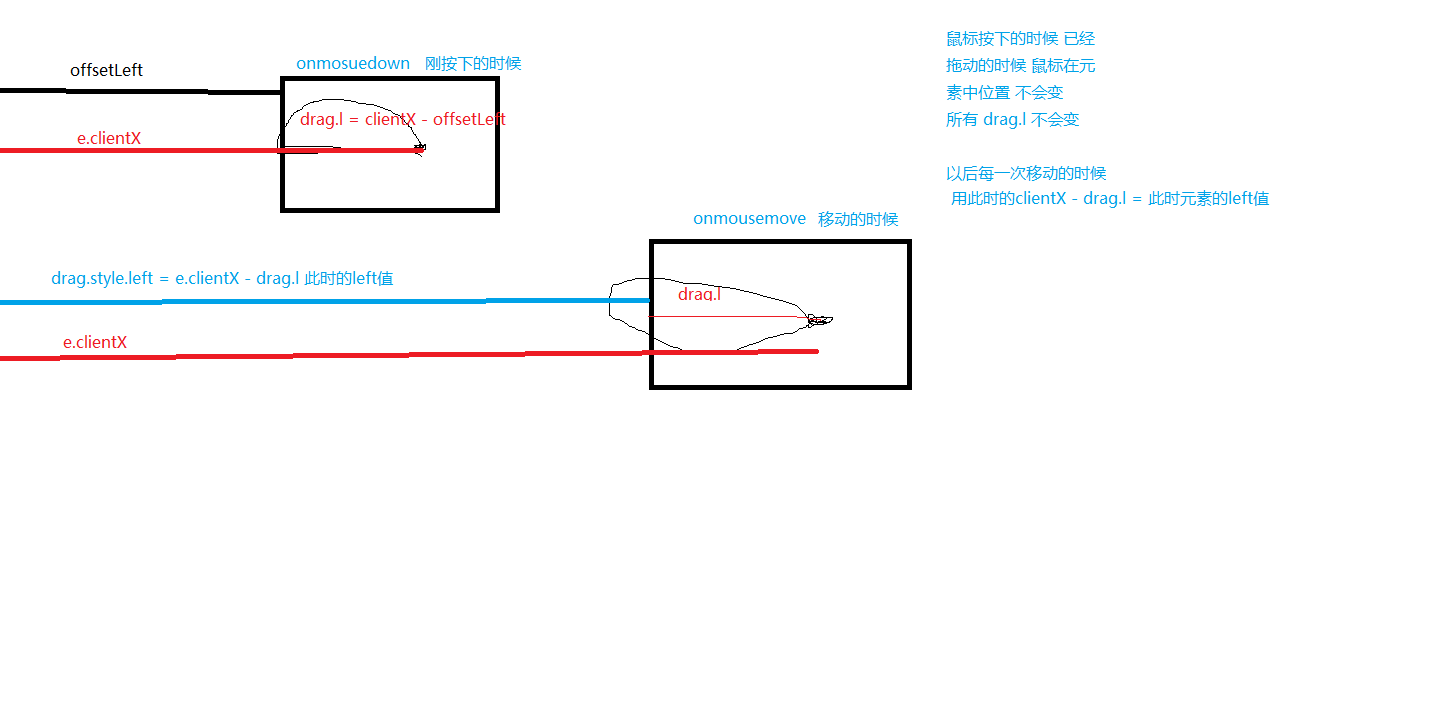 offsetLeft
onmosuedown 刚按下的时候
drag.l = clientX - offsetLeft
e.clientX
鼠标按下的时候 已经
拖动的时候 鼠标在元
素中位置 不会变
所有 drag.l 不会变
以后每一次移动的时候
用此时的clientX - drag.l = 此时元素的left值
onmousemove 移动的时候
drag.style.left = e.clientX - drag.l 此时的left值
drag.l
e.clientX